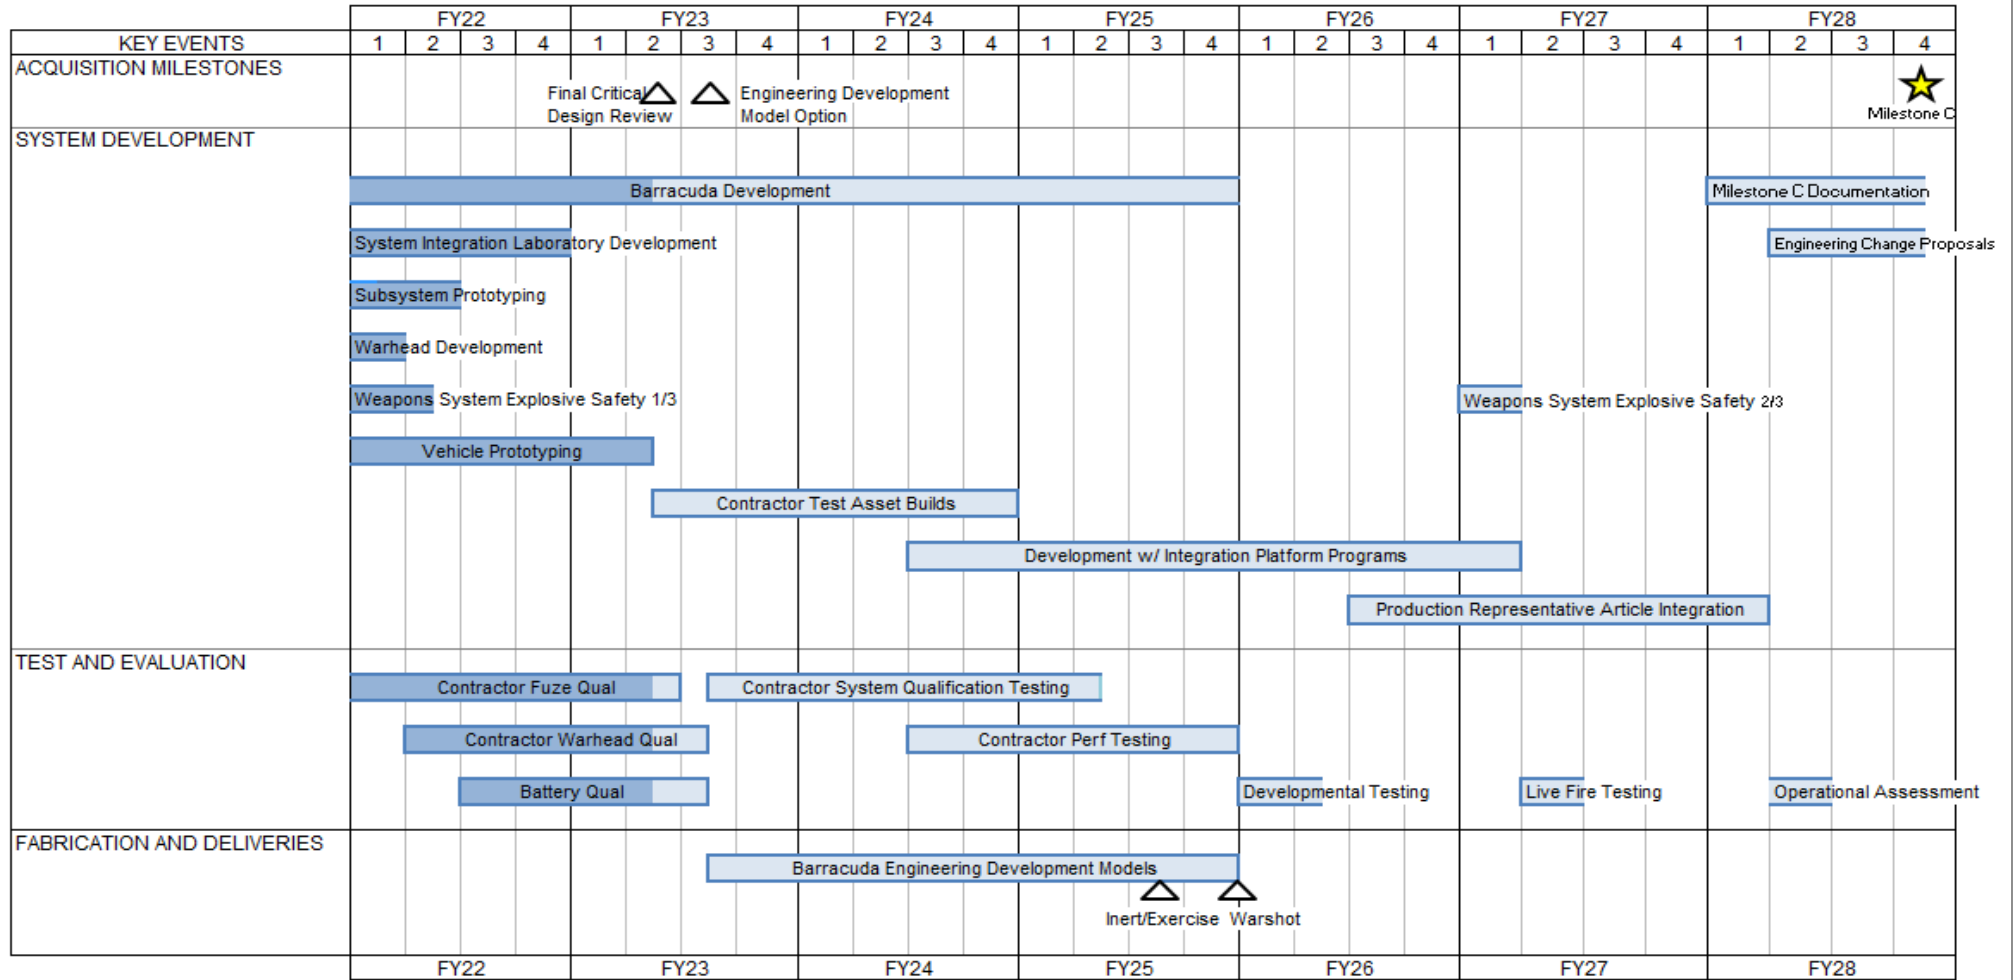 FY22 FY23 FY24 FY25 FY26 FY27 FY28
KEY EVENTS 1 2 3 4 1 2 3 4 1 2 3 4 1 2 3 4 1 2 3 4 1 2 3 4 1 2 3 4
ACQUISITION MILESTONES
Final Critical
Design Review
Engineering Development
Model Option
Milestone C
SYSTEM DEVELOPMENT
Barracuda Development
Milestone C Documentation
System Integration Laboratory Development
Engineering Change Proposals
Subsystem Prototyping
Warhead Development
Weapons System Explosive Safety 1/3
Weapons System Explosive Safety 2/3
Vehicle Prototyping
Contractor Test Asset Builds
Development w/ Integration Platform Programs
Production Representative Article Integration
TEST AND EVALUATION
Contractor Fuze Qual
Contractor System Qualification Testing
Contractor Warhead Qual
Contractor Perf Testing
Battery Qual
Developmental Testing
Live Fire Testing
Operational Assessment
FABRICATION AND DELIVERIES
Barracuda Engineering Development Models
Inert/Exercise
Warshot
FY22 FY23 FY24 FY25 FY26 FY27 FY28